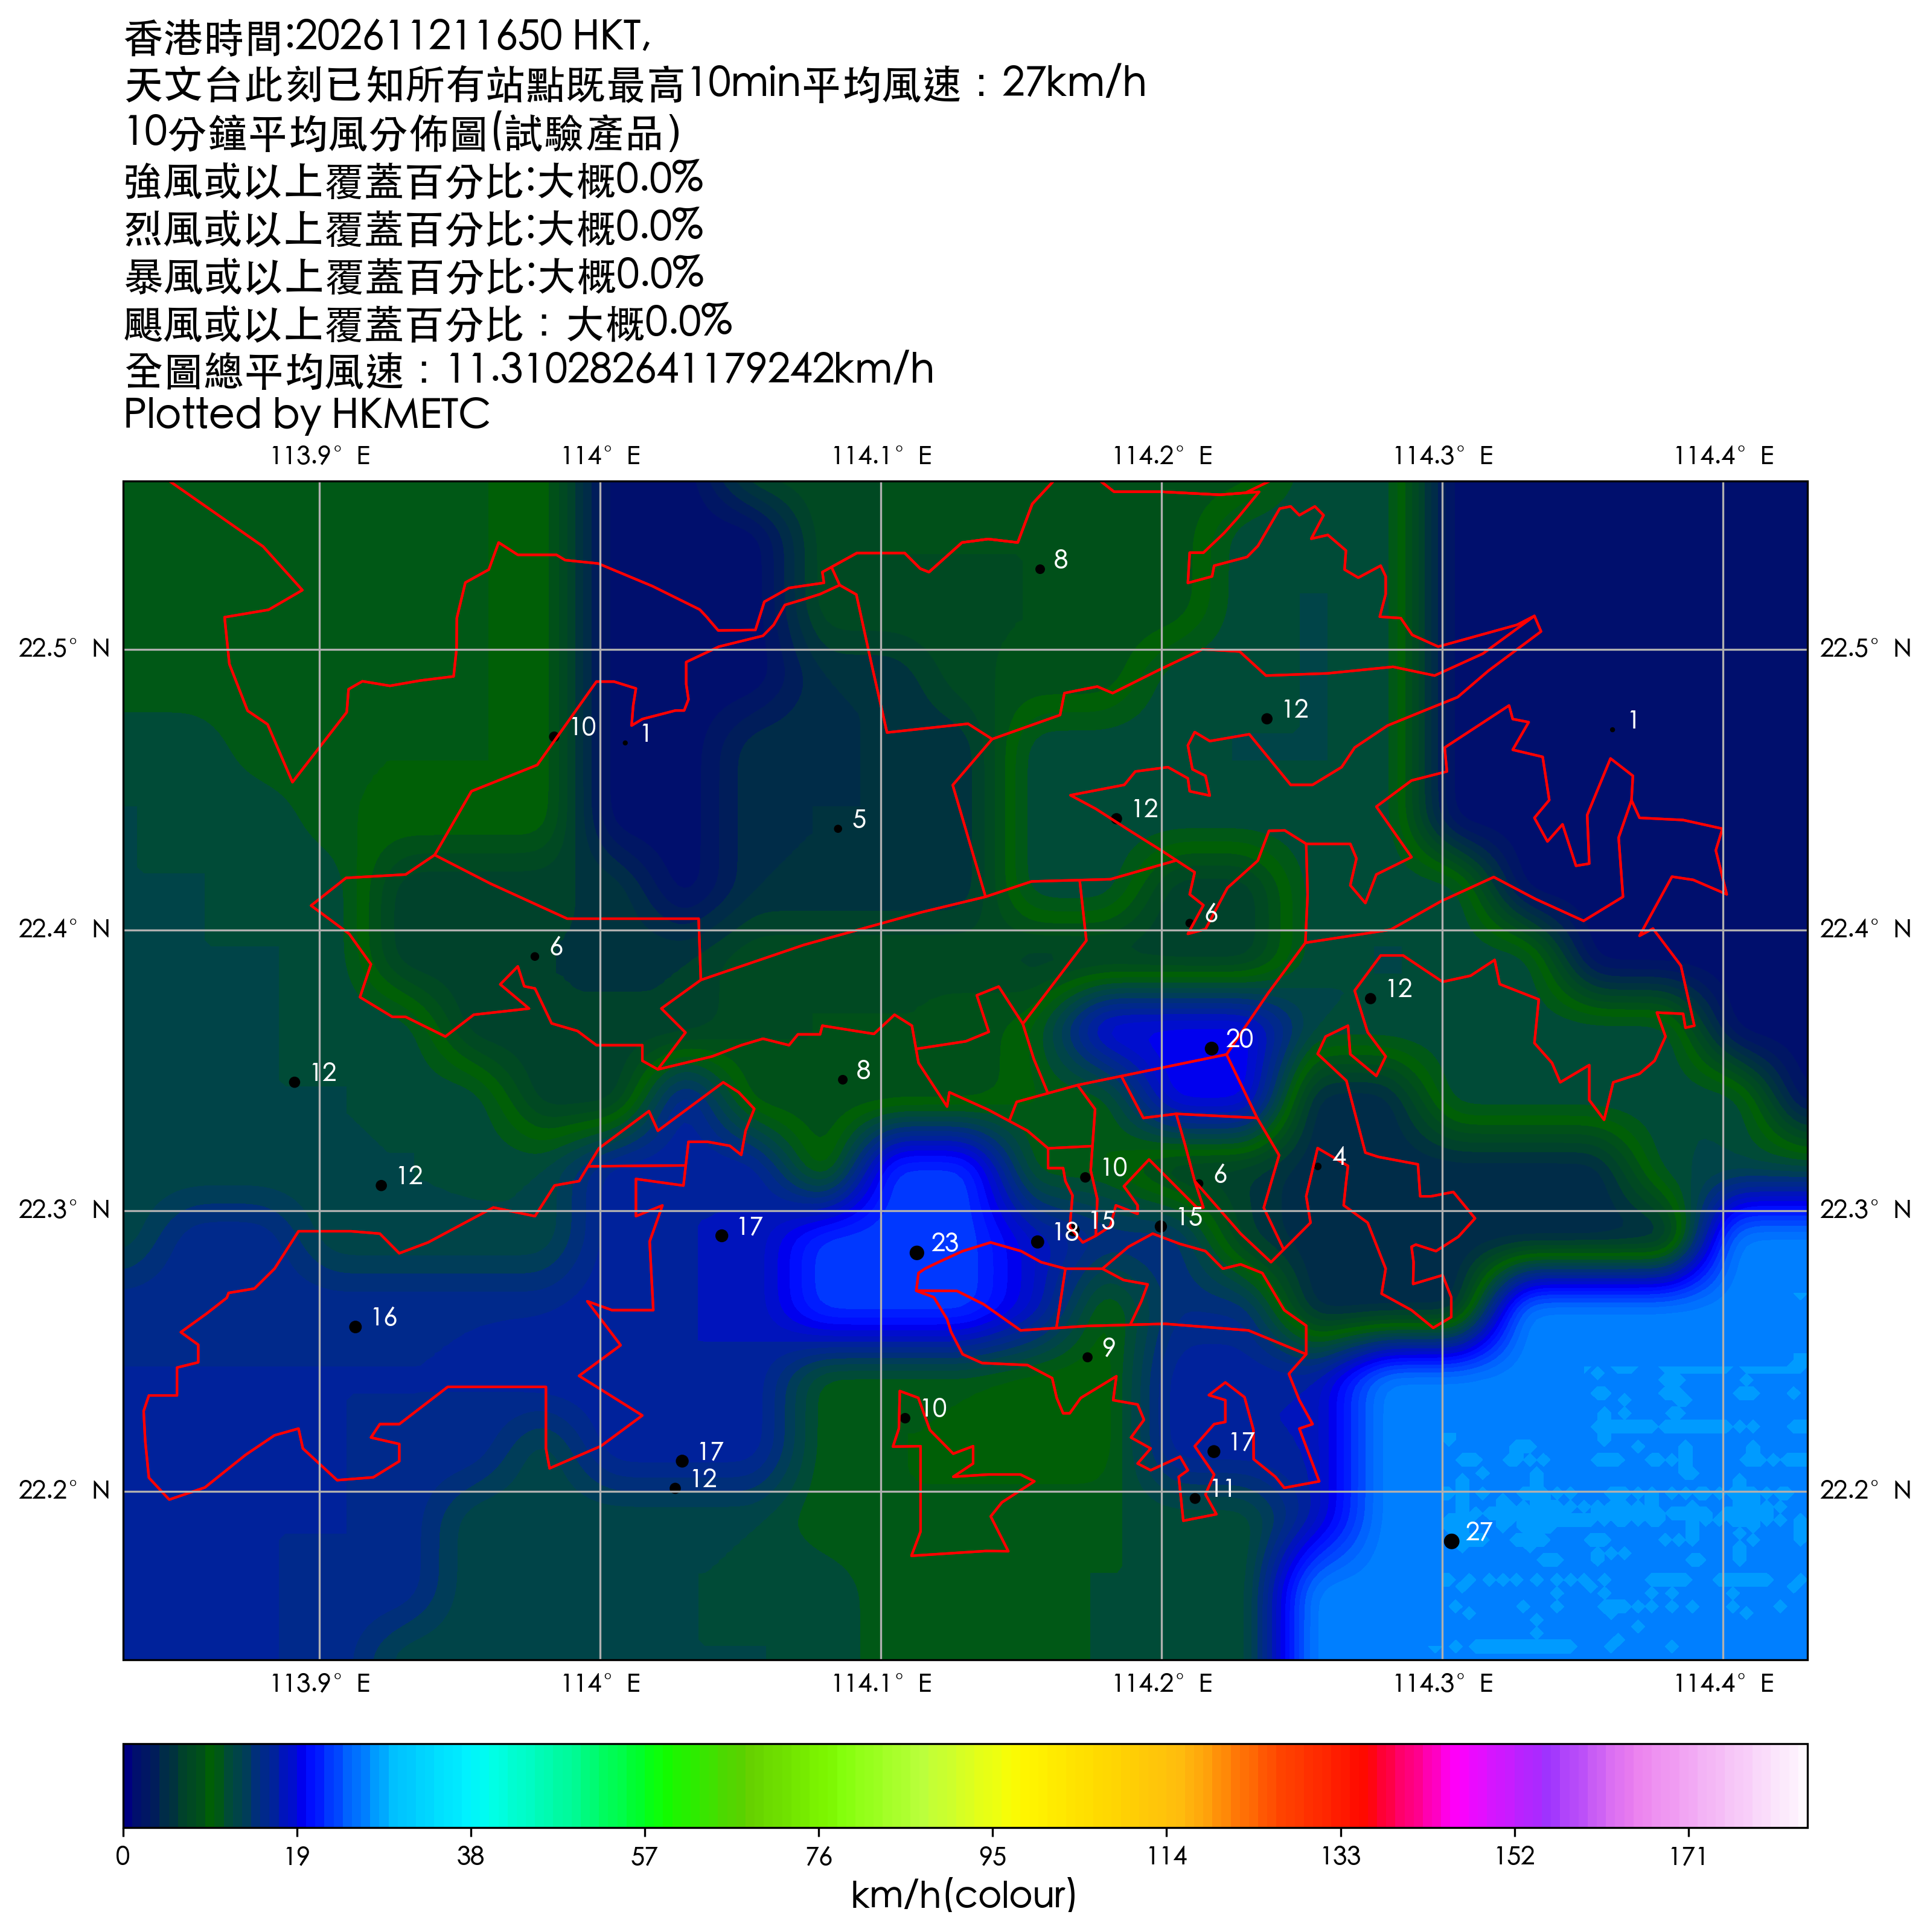 香港時間:202611211650 HKT,
天文台此刻已知所有站點既最高10min平均風速：27km/h
10分鐘平均風分佈圖(試驗產品)
強風或以上覆蓋百分比:大概0.0%
烈風或以上覆蓋百分比:大概0.0%
暴風或以上覆蓋百分比:大概0.0%
颶風或以上覆蓋百分比：大概0.0%
全圖總平均風速：11.310282641179242km/h
Plotted by HKMETC
113.9° E 114° E 114.1° E 114.2° E 114.3° E 114.4° E
8
22.5° N 22.5° N
12
10 1 1
12
5
6
22.4° N 22.4° N
6
12
20
12 8
10
12 6 4
22.3° N 22.3° N
17 23 18 15 15
16
9
10
17 17
12 11
22.2° N 22.2° N
27
113.9° E 114° E 114.1° E 114.2° E 114.3° E 114.4° E
0 19 38 57 76 95 114 133 152 171
km/h(colour)